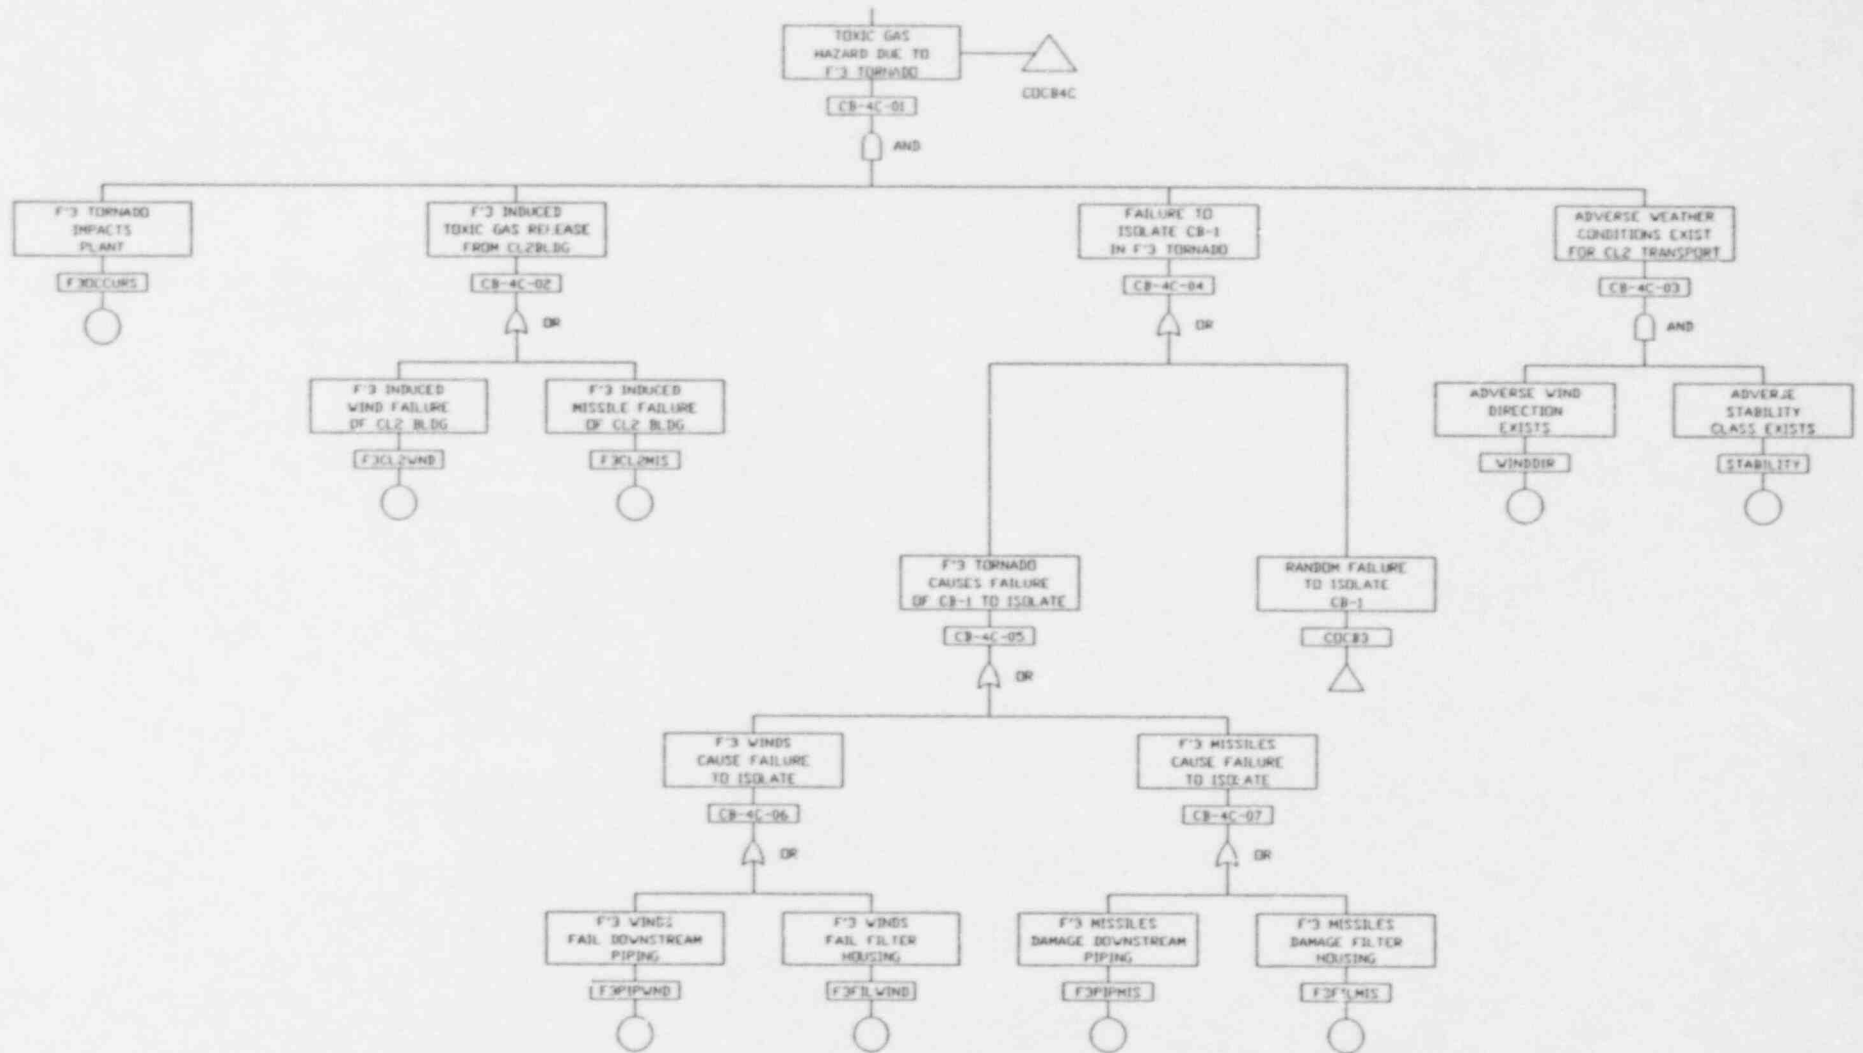 TOXIC GAS
HAZARD DUE TO
F'3 TORNADO
COCB4C
CB-4C-01
AND
F'3 TORNADO
IMPACTS
PLANT
F3OCCURS
F'3 INDUCED
TOXIC GAS RELEASE
FROM CL2BLDG
CB-4C-02
OR
FAILURE TO
ISOLATE CB-1
IN F'3 TORNADO
CB-4C-04
OR
ADVERSE WEATHER
CONDITIONS EXIST
FOR CL2 TRANSPORT
CB-4C-03
AND
F'3 INDUCED
WIND FAILURE
OF CL2 BLDG
F3CL2WND
F'3 INDUCED
MISSILE FAILURE
OF CL2 BLDG
F3CL2MIS
ADVERSE WIND
DIRECTION
EXISTS
WINDDIR
ADVERSE
STABILITY
CLASS EXISTS
STABILITY
F'3 TORNADO
CAUSES FAILURE
OF CB-1 TO ISOLATE
CB-4C-05
OR
RANDOM FAILURE
TO ISOLATE
CB-1
COCB3
F'3 WINDS
CAUSE FAILURE
TO ISOLATE
CB-4C-06
OR
F'3 MISSILES
CAUSE FAILURE
TO ISOLATE
CB-4C-07
OR
F'3 WINDS
FAIL DOWNSTREAM
PIPING
F3PIPWND
F'3 WINDS
FAIL FILTER
HOUSING
F3FILWIND
F'3 MISSILES
DAMAGE DOWNSTREAM
PIPING
F3PIPMIS
F'3 MISSILES
DAMAGE FILTER
HOUSING
F3FILMIS